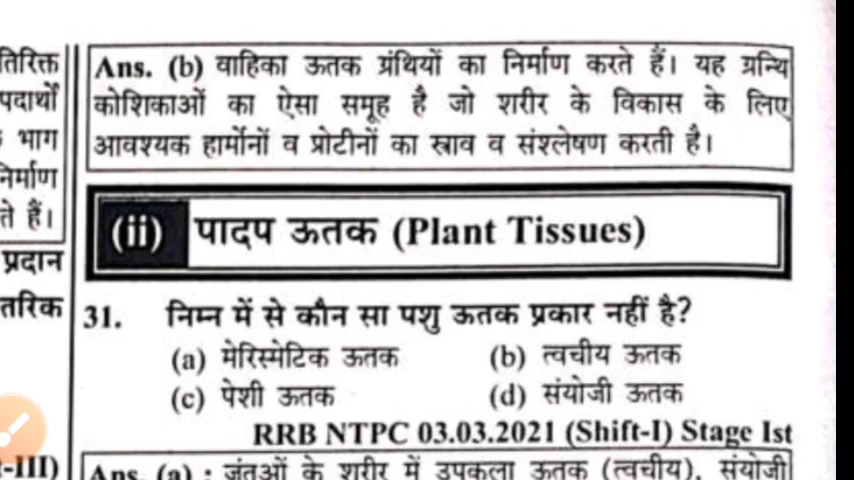 तिरिक्त
पदार्थों
भाग
निर्माण
ते हैं।
प्रदान
तरिक
-III)
Ans. (b) वाहिका ऊतक ग्रंथियों का निर्माण करते हैं। यह ग्रन्थि
कोशिकाओं का ऐसा समूह है जो शरीर के विकास के लिए
आवश्यक हार्मोनों व प्रोटीनों का स्राव व संश्लेषण करती है।
(ii) पादप ऊतक (Plant Tissues)
31. निम्न में से कौन सा पशु ऊतक प्रकार नहीं है?
(a) मेरिस्मेटिक ऊतक (b) त्वचीय ऊतक
(c) पेशी ऊतक (d) संयोजी ऊतक
RRB NTPC 03.03.2021 (Shift-I) Stage Ist
Ans. (a) : जंतुओं के शरीर में उपकला ऊतक (त्वचीय), संयोजी